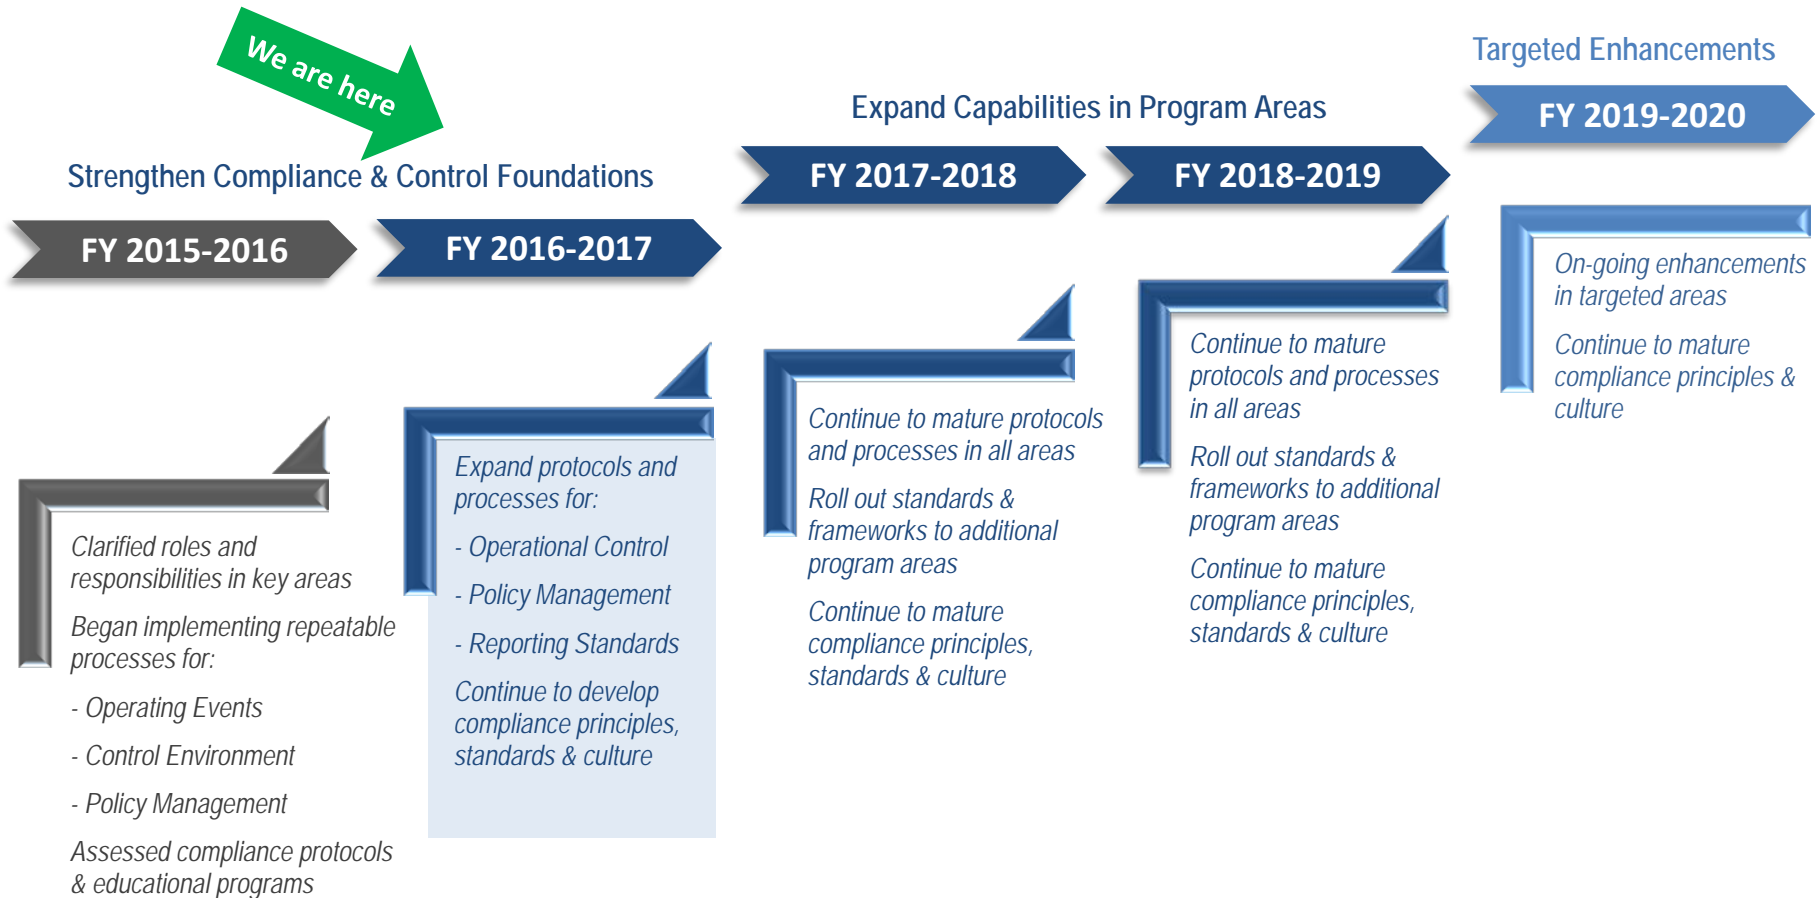 We are here
Strengthen Compliance & Control Foundations
FY 2015-2016
Clarified roles and
responsibilities in key areas
Began implementing repeatable
processes for:
- Operating Events
- Control Environment
- Policy Management
Assessed compliance protocols
& educational programs
FY 2016-2017
Expand protocols and
processes for:
- Operational Control
- Policy Management
- Reporting Standards
Continue to develop
compliance principles,
standards & culture
Expand Capabilities in Program Areas
FY 2017-2018
Continue to mature protocols
and processes in all areas
Roll out standards &
frameworks to additional
program areas
Continue to mature
compliance principles,
standards & culture
FY 2018-2019
Continue to mature
protocols and processes
in all areas
Roll out standards &
frameworks to additional
program areas
Continue to mature
compliance principles,
standards & culture
Targeted Enhancements
FY 2019-2020
On-going enhancements
in targeted areas
Continue to mature
compliance principles &
culture